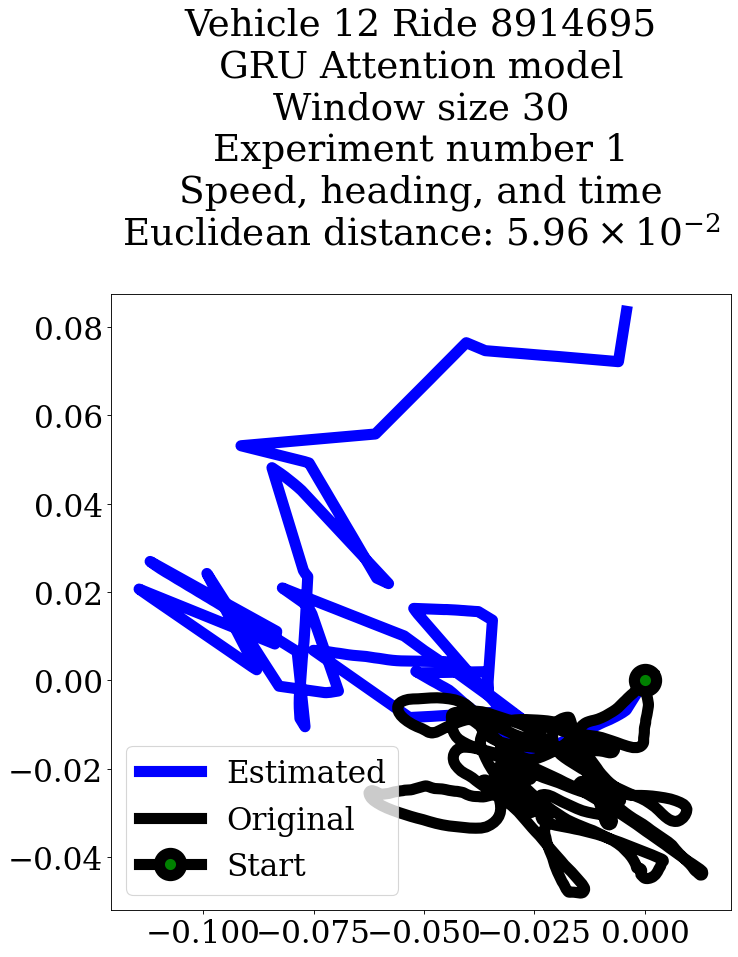 Vehicle 12 Ride 8914695
GRU Attention model
Window size 30
Experiment number 1
Speed, heading, and time
Euclidean distance: 5.96 × 10⁻²
0.08
0.06
0.04
0.02
0.00
−0.02
−0.04
Estimated
Original
Start
−0.100 −0.075 −0.050 −0.025 0.000